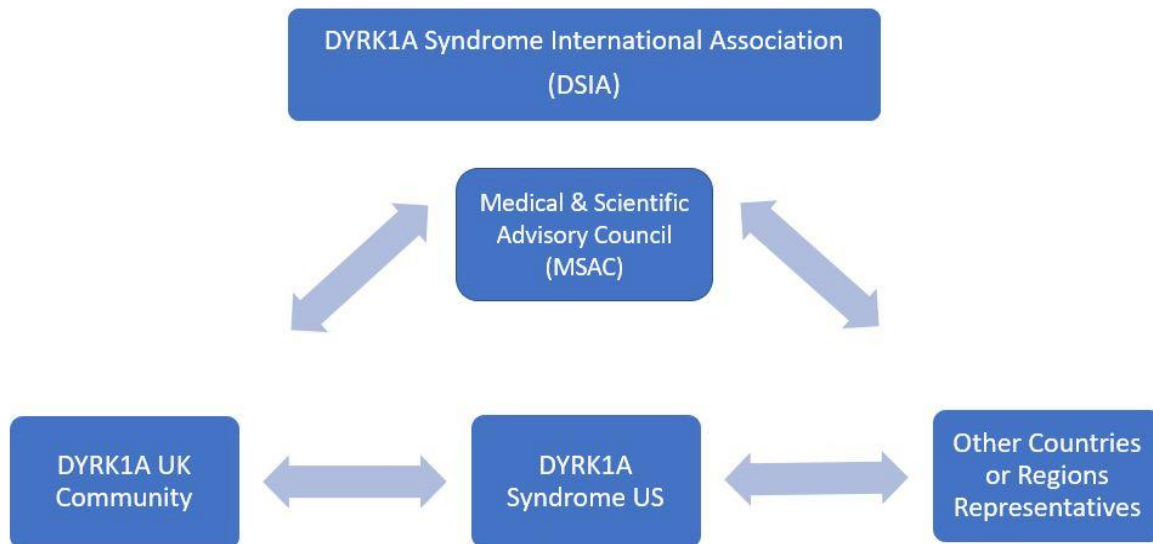 DYRK1A Syndrome International Association
(DSIA)
Medical & Scientific
Advisory Council
(MSAC)
DYRK1A UK
Community
DYRK1A
Syndrome US
Other Countries
or Regions
Representatives